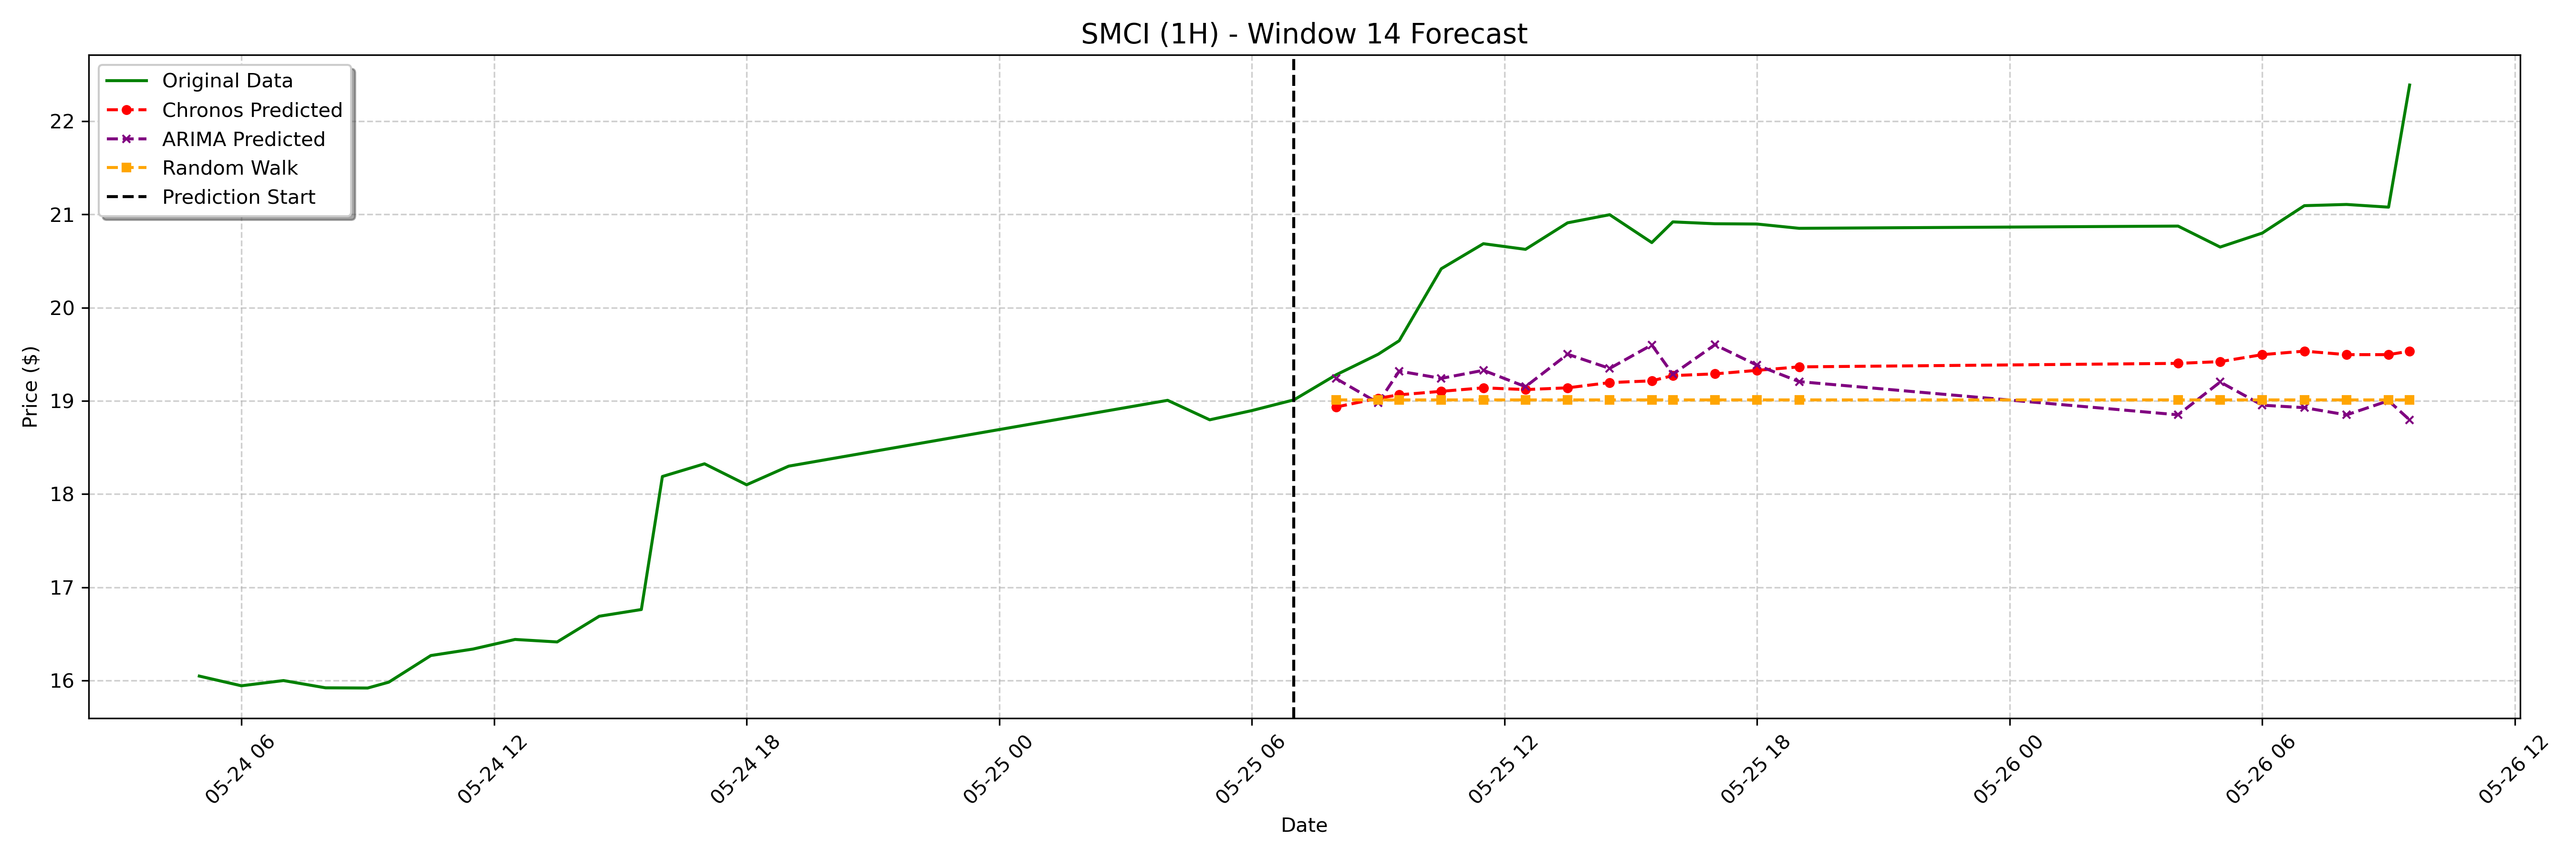 SMCI (1H) - Window 14 Forecast
Original Data
Chronos Predicted
ARIMA Predicted
Random Walk
Prediction Start
Price ($)
22
21
20
19
18
17
16
05-24 06
05-24 12
05-24 18
05-25 00
05-25 06
05-25 12
05-25 18
05-26 00
05-26 06
05-26 12
Date